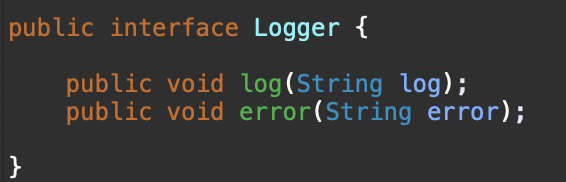 public interface Logger {
    public void log(String log);
    public void error(String error);
}